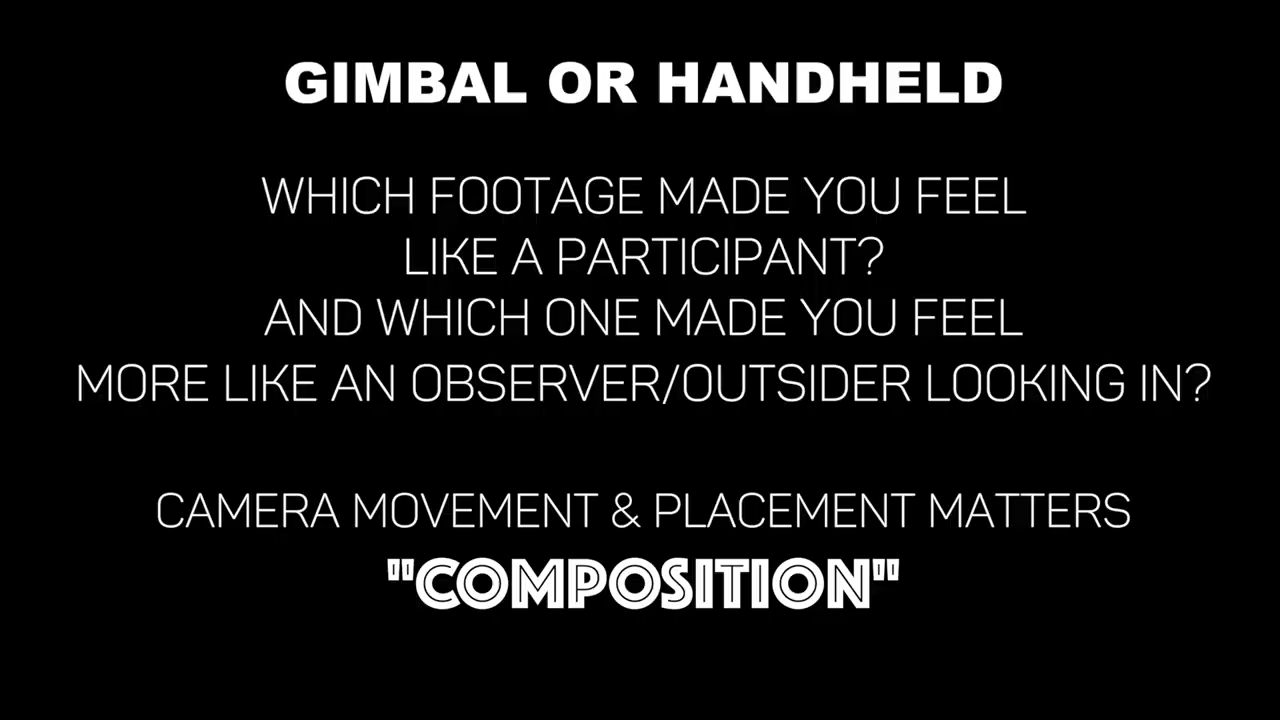 GIMBAL OR HANDHELD
WHICH FOOTAGE MADE YOU FEEL
LIKE A PARTICIPANT?
AND WHICH ONE MADE YOU FEEL
MORE LIKE AN OBSERVER/OUTSIDER LOOKING IN?
CAMERA MOVEMENT & PLACEMENT MATTERS
"COMPOSITION"